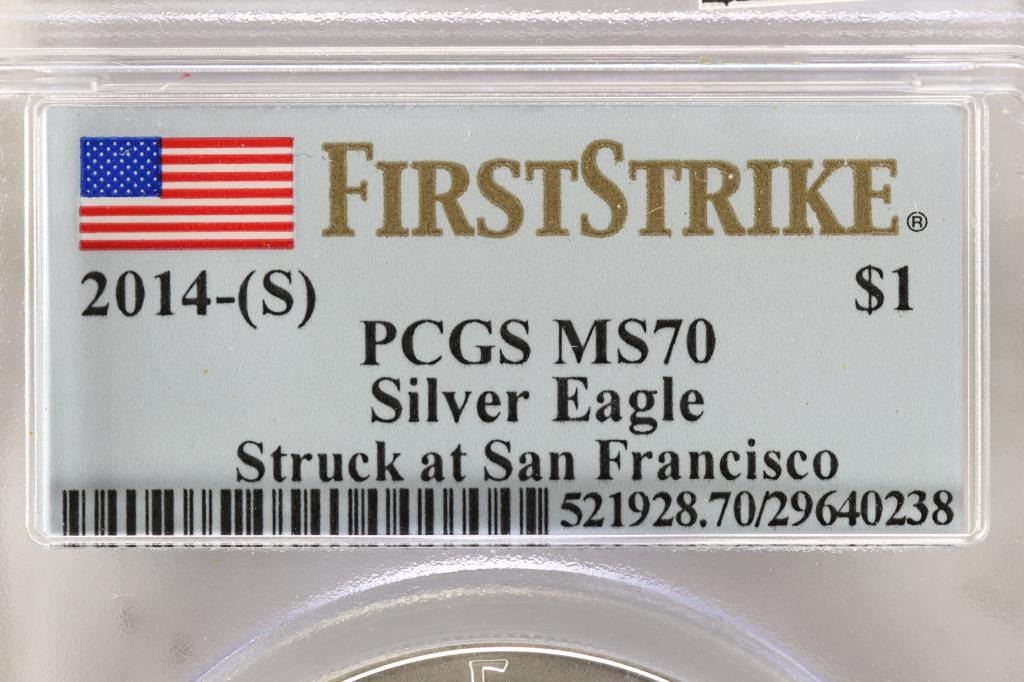 FIRSTSTRIKE®
2014-(S) $1
PCGS MS70
Silver Eagle
Struck at San Francisco
521928.70/29640238